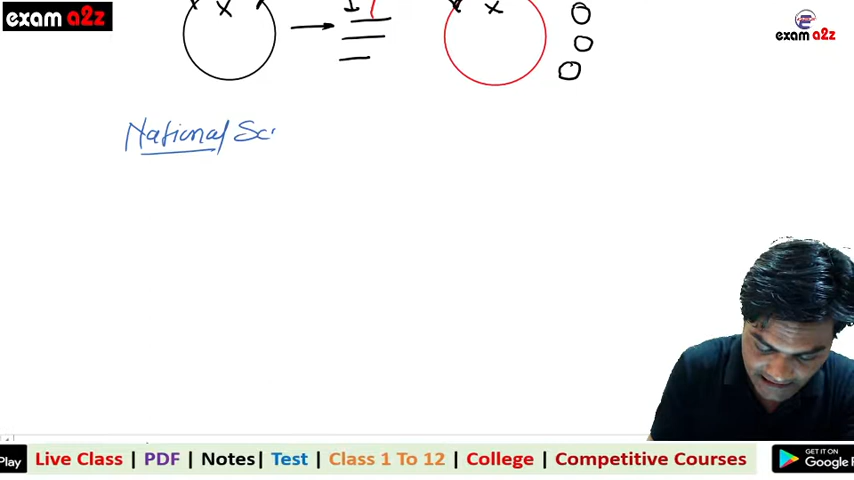 exam a2z
exam a2z
National Sc
Play
Live Class | PDF | Notes| Test | Class 1 To 12 | College | Competitive Courses
GET IT ON
Google P